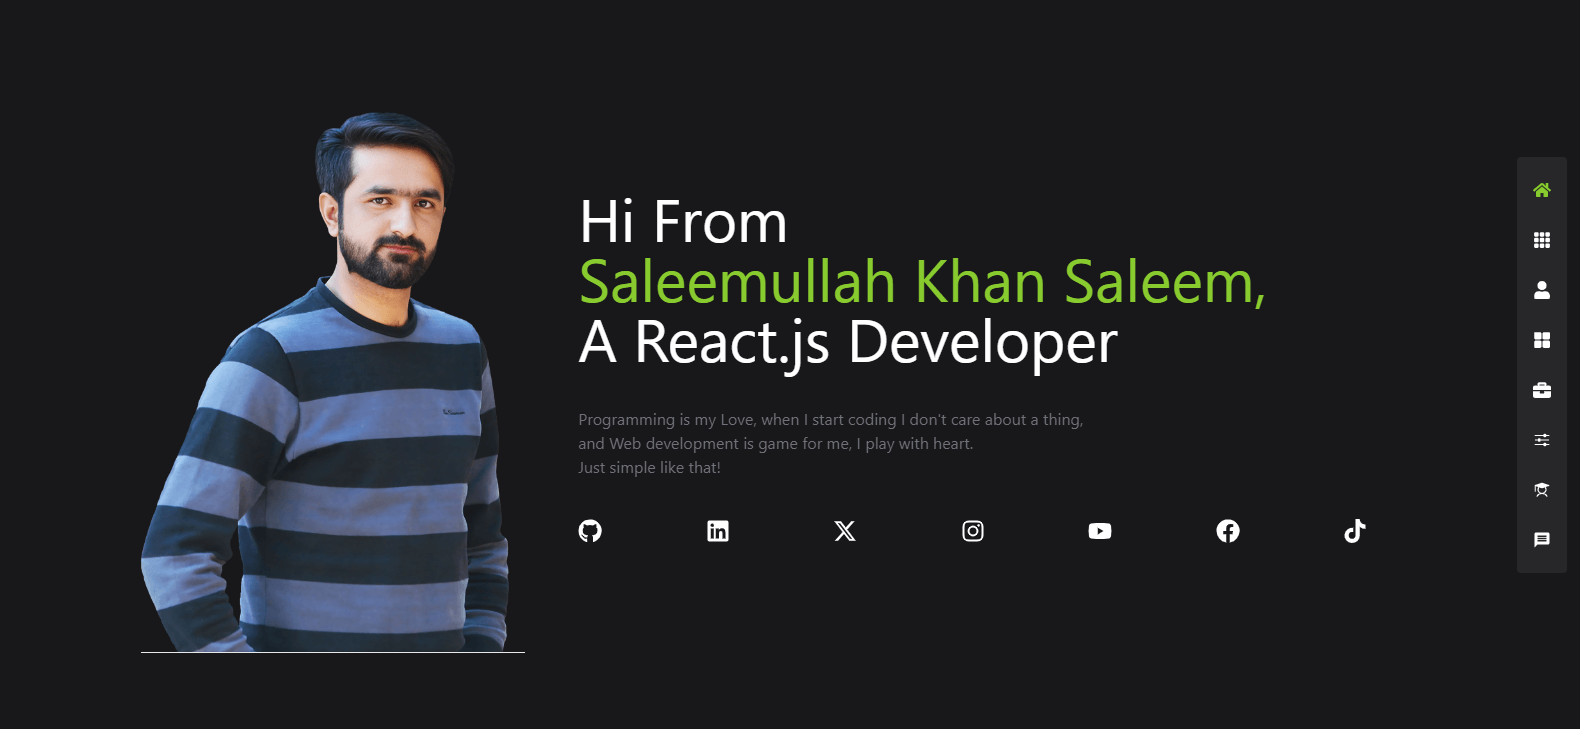 Hi From
Saleemullah Khan Saleem,
A React.js Developer
Programming is my Love, when I start coding I don't care about a thing,
and Web development is game for me, I play with heart.
Just simple like that!